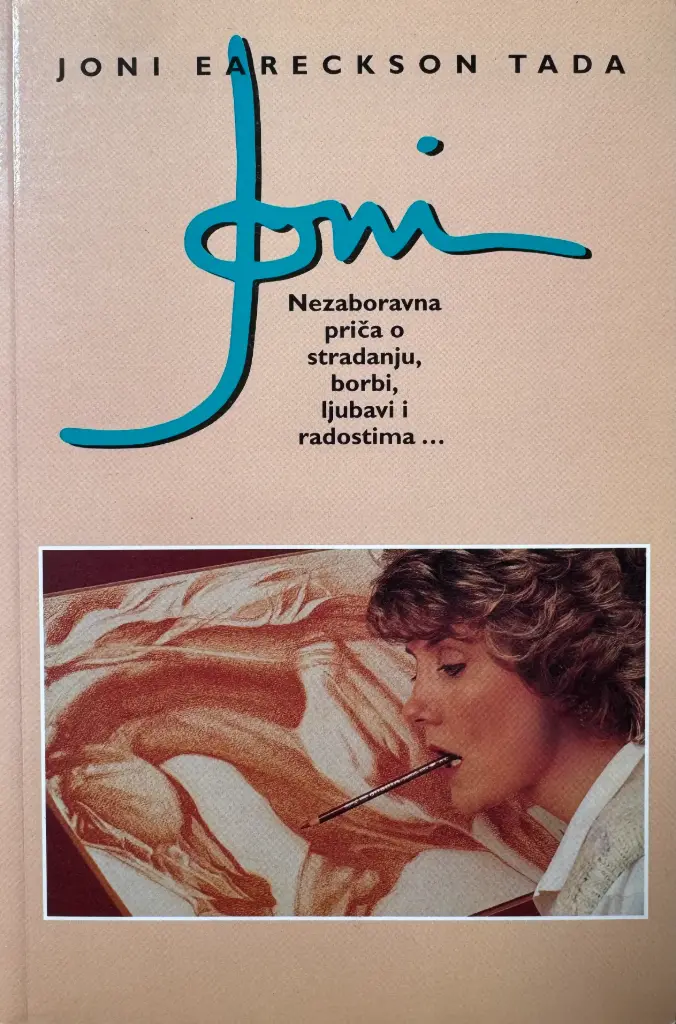 JONI EARECKSON TADA
Joni
Nezaboravna
priča o
stradanju,
borbi,
ljubavi i
radostima ...